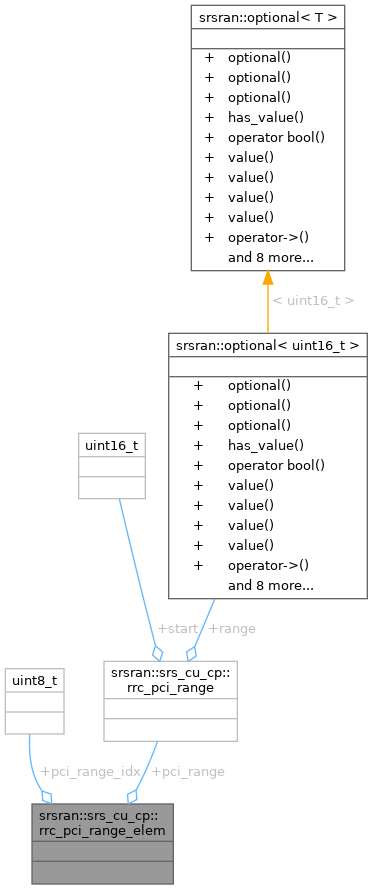 srsran::optional< T >
+ optional()
+ optional()
+ optional()
+ has_value()
+ operator bool()
+ value()
+ value()
+ value()
+ value()
+ operator->()
and 8 more...
< uint16_t >
srsran::optional< uint16_t >
+ optional()
+ optional()
+ optional()
+ has_value()
+ operator bool()
+ value()
+ value()
+ value()
+ value()
+ operator->()
and 8 more...
uint16_t
+start
+range
srsran::srs_cu_cp::
rrc_pci_range
uint8_t
+pci_range_idx
+pci_range
srsran::srs_cu_cp::
rrc_pci_range_elem